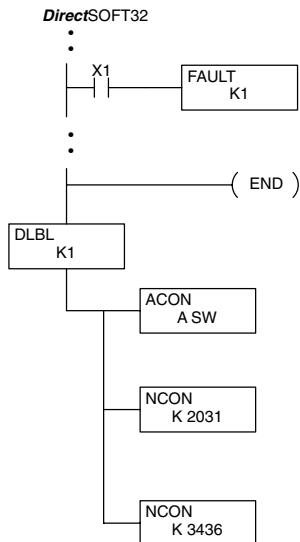 DirectSOFT32
X1
FAULT
K1
( END )
DLBL
K1
ACON
A SW
NCON
K 2031
NCON
K 3436